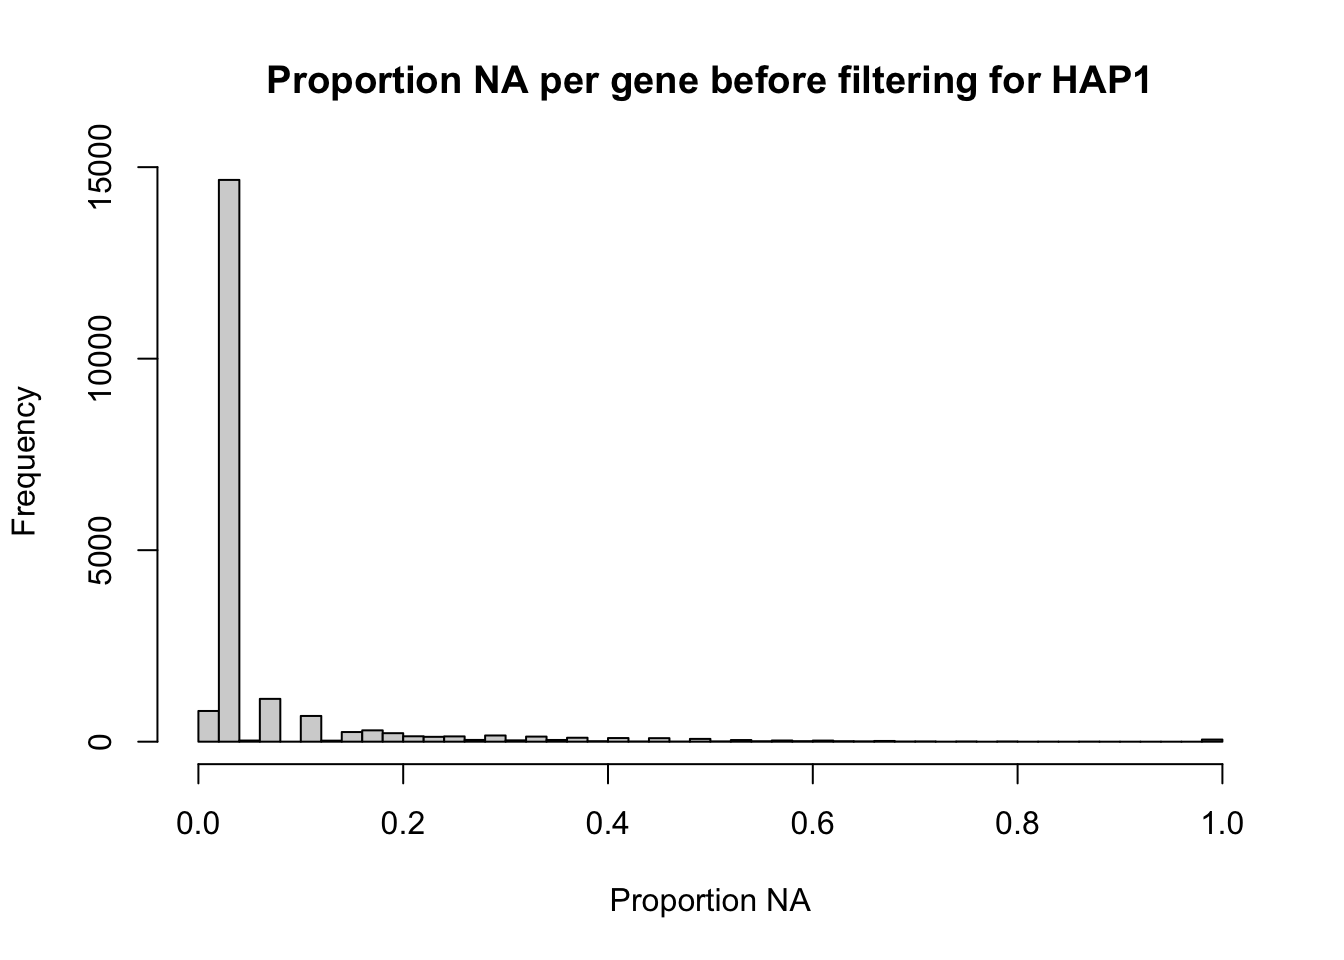 Proportion NA per gene before filtering for HAP1
Frequency
15000
10000
5000
0
0.0 0.2 0.4 0.6 0.8 1.0
Proportion NA